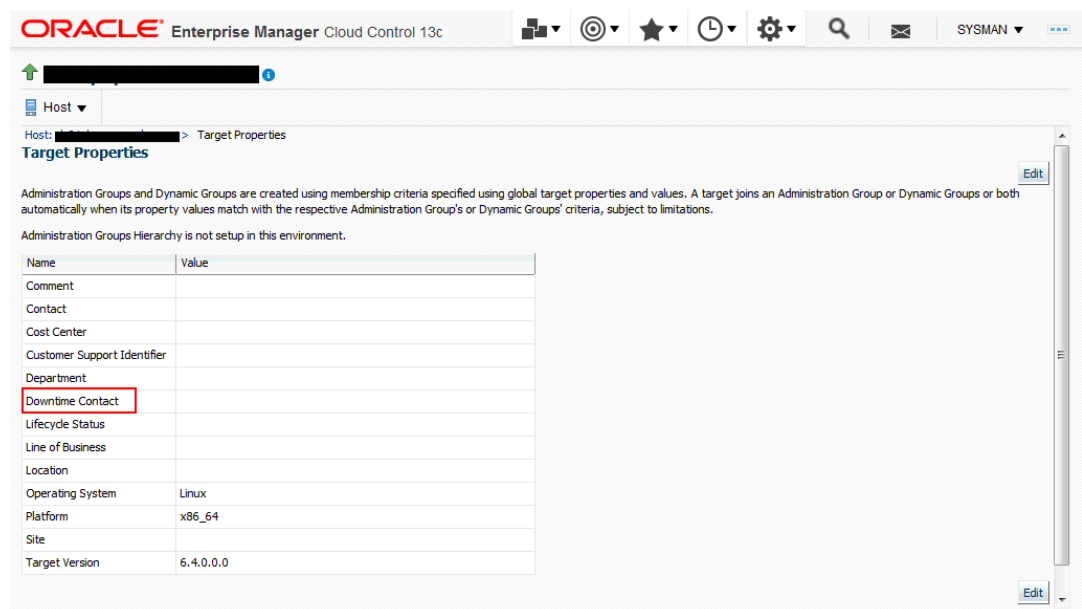 ORACLE® Enterprise Manager Cloud Control 13c
SYSMAN
Host
Host: > Target Properties
Target Properties
Edit
Administration Groups and Dynamic Groups are created using membership criteria specified using global target properties and values. A target joins an Administration Group or Dynamic Groups or both
automatically when its property values match with the respective Administration Group's or Dynamic Groups' criteria, subject to limitations.
Administration Groups Hierarchy is not setup in this environment.
Name Value
Comment
Contact
Cost Center
Customer Support Identifier
Department
Downtime Contact
Lifecycle Status
Line of Business
Location
Operating System Linux
Platform x86_64
Site
Target Version 6.4.0.0.0
Edit